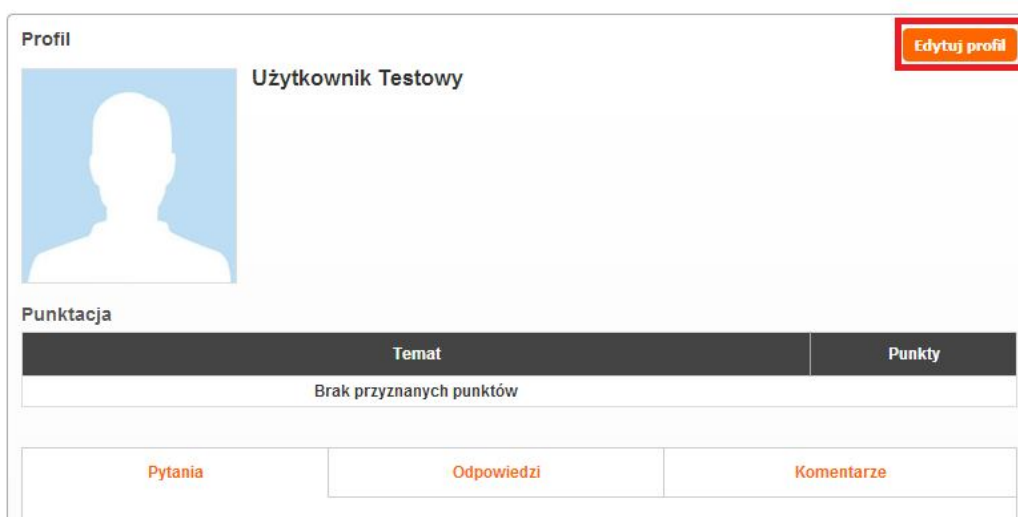 Profil
Edytuj profil
Użytkownik Testowy
Punktacja
Temat Punkty
Brak przyznanych punktów
Pytania Odpowiedzi Komentarze